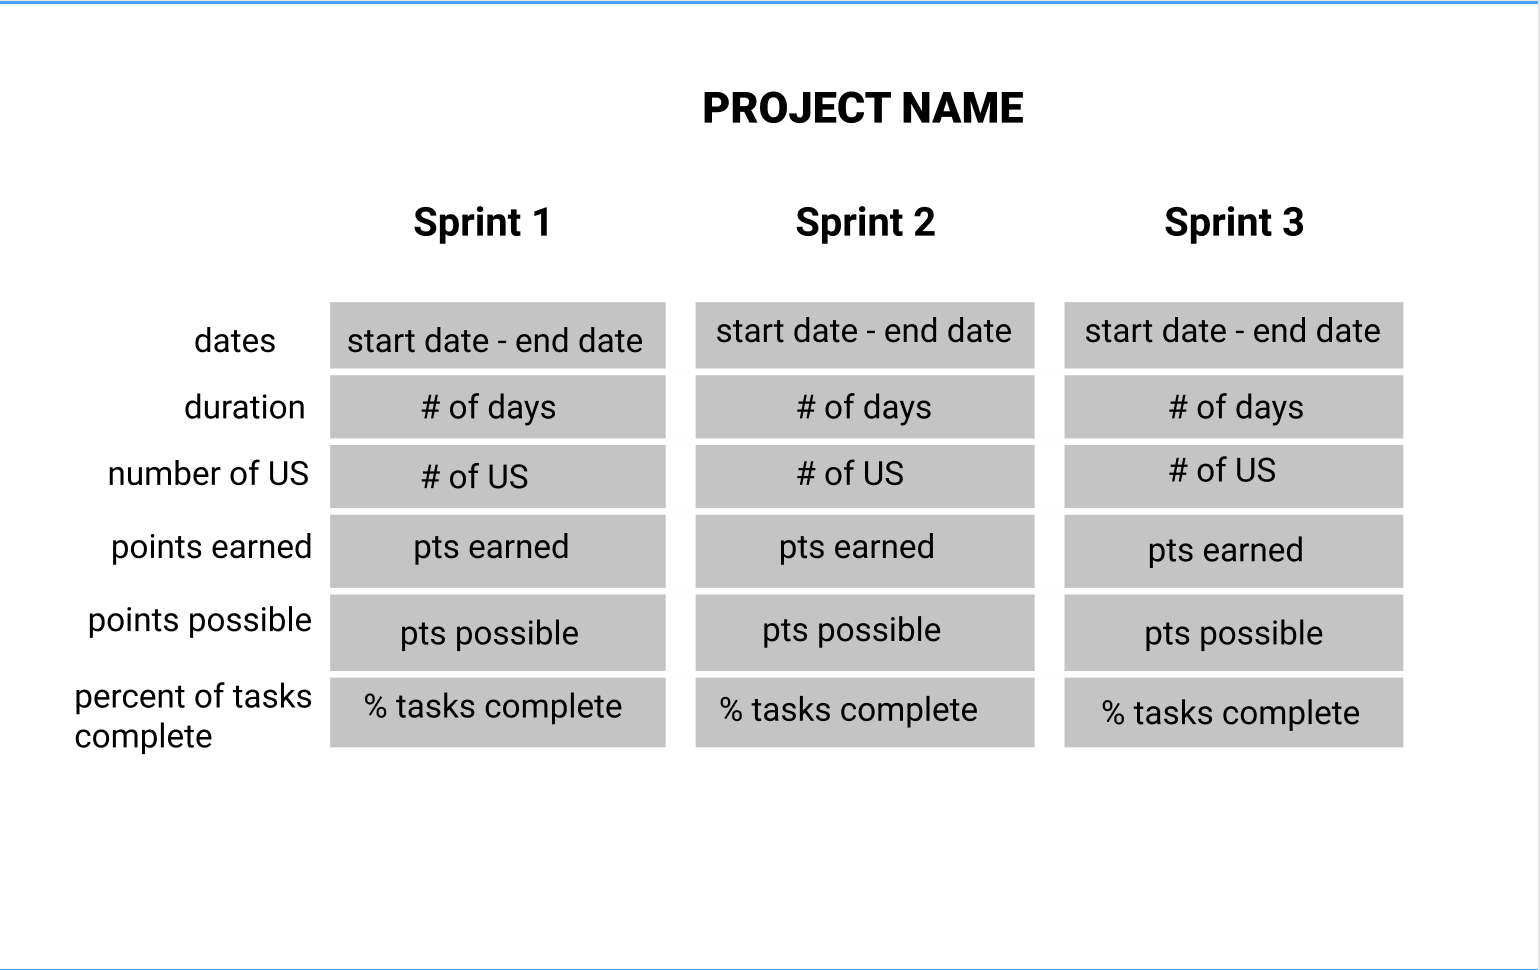 PROJECT NAME
Sprint 1 Sprint 2 Sprint 3
dates start date - end date start date - end date start date - end date
duration # of days # of days # of days
number of US # of US # of US # of US
points earned pts earned pts earned pts earned
points possible pts possible pts possible pts possible
percent of tasks
complete % tasks complete % tasks complete % tasks complete